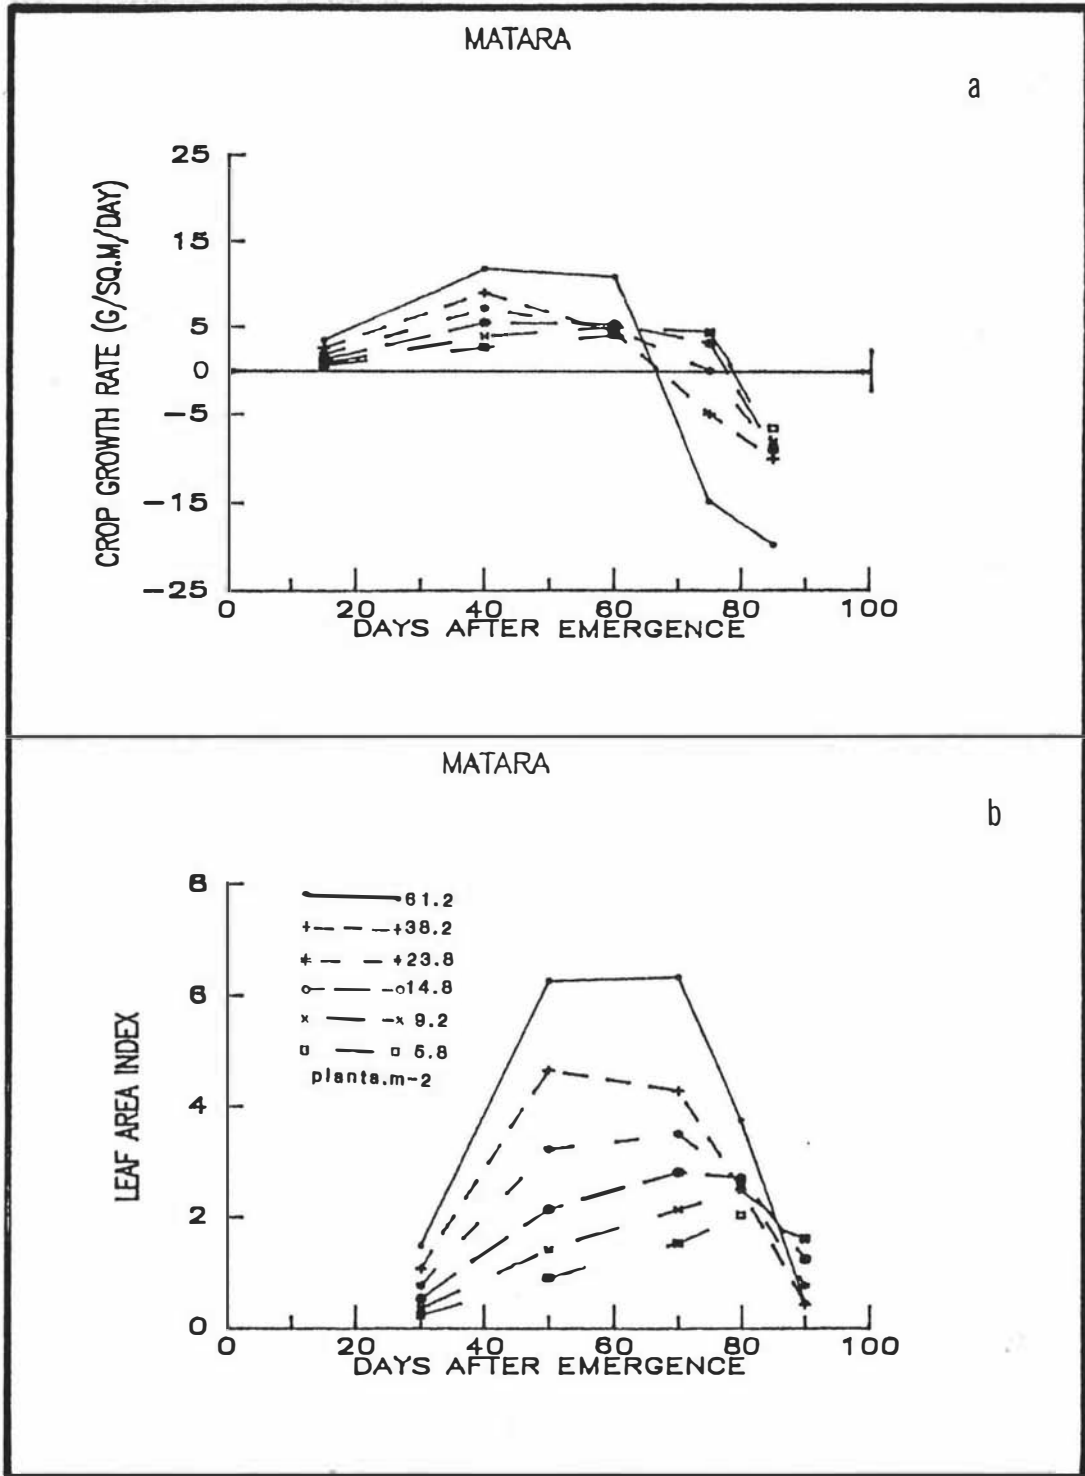 MATARA
a
25
15
5
0
-5
-15
-25
CROP GROWTH RATE (G/SQ.M/DAY)
0 20 40 60 80 100
DAYS AFTER EMERGENCE
MATARA
b
8
6
4
2
0
LEAF AREA INDEX
61.2
38.2
23.8
14.8
9.2
5.8
planta.m-2
0 20 40 60 80 100
DAYS AFTER EMERGENCE